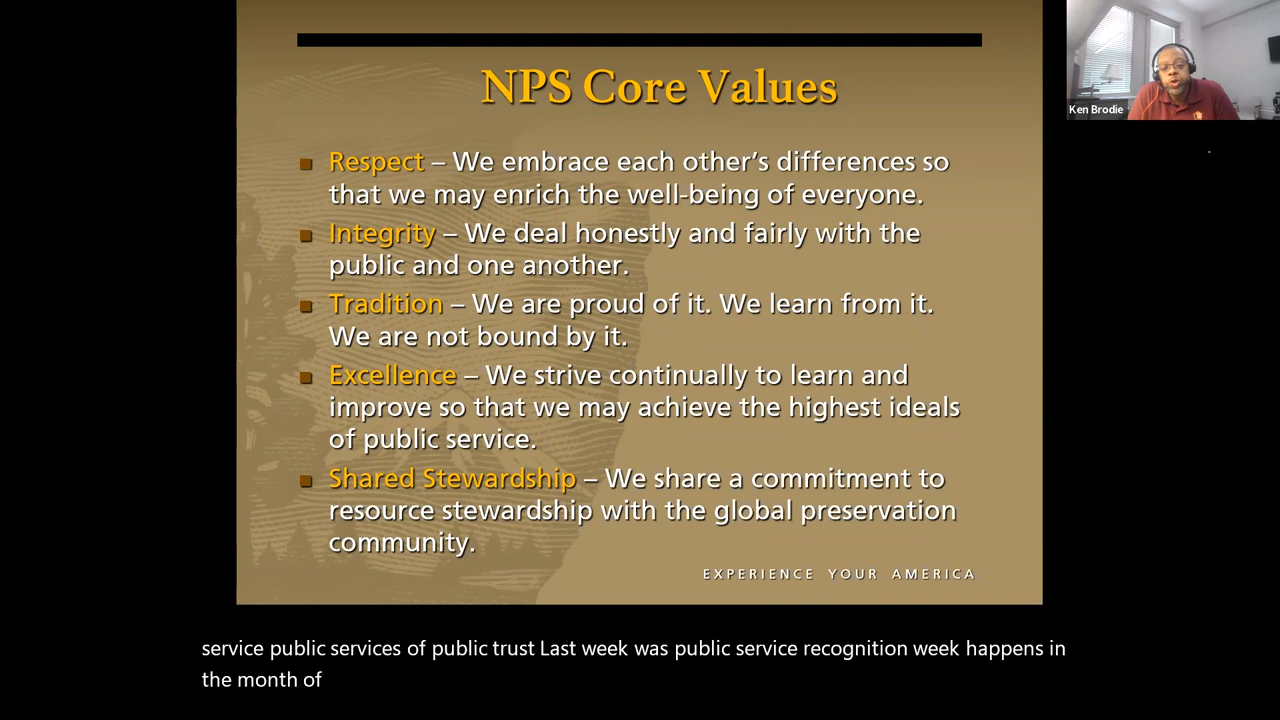 NPS Core Values
Respect – We embrace each other’s differences so
that we may enrich the well-being of everyone.
Integrity – We deal honestly and fairly with the
public and one another.
Tradition – We are proud of it. We learn from it.
We are not bound by it.
Excellence – We strive continually to learn and
improve so that we may achieve the highest ideals
of public service.
Shared Stewardship – We share a commitment to
resource stewardship with the global preservation
community.
EXPERIENCE YOUR AMERICA
Ken Brodie
service public services of public trust Last week was public service recognition week happens in
the month of